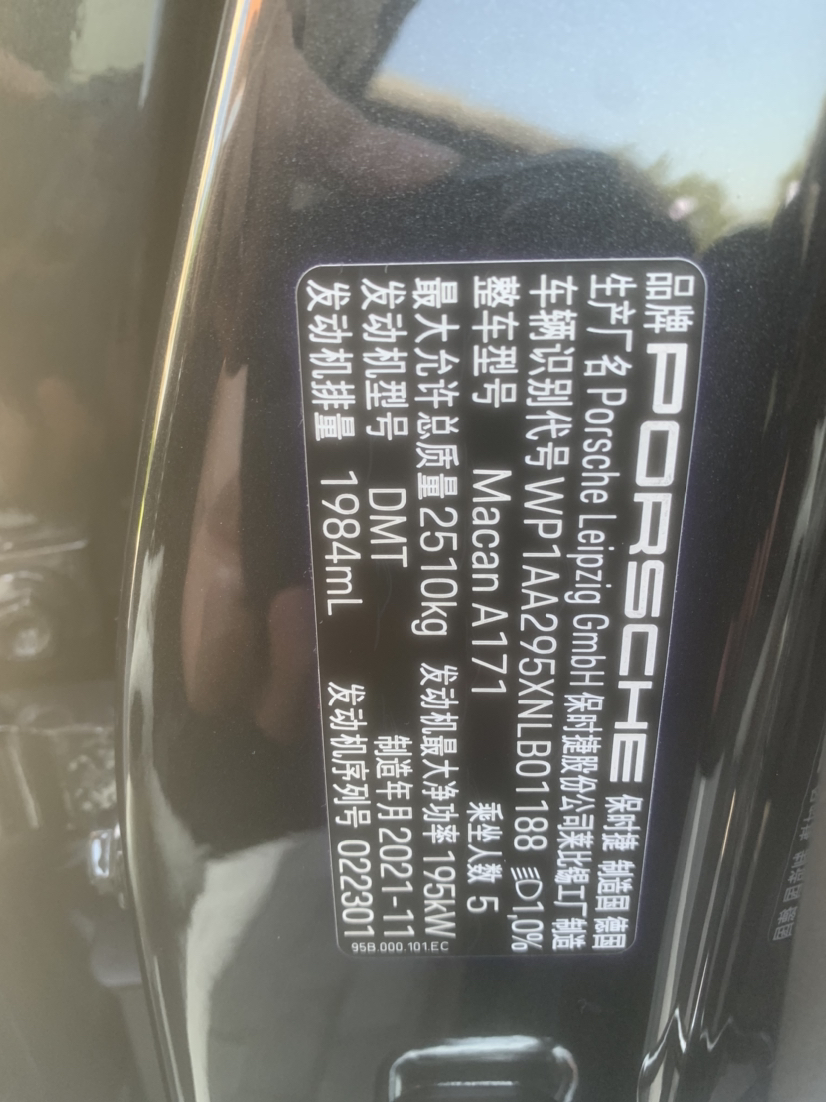 品牌 PORSCHE 保时捷 制造国 德国
生产厂名 Porsche Leipzig GmbH 保时捷股份公司莱比锡工厂 制造
车辆识别代号 WP1AA295XNLB01188 1,0%
整车型号 Macan A171 乘坐人数 5
最大允许总质量 2510kg 发动机最大净功率 195kW
发动机型号 DMT 制造年月 2021-11
发动机排量 1984mL 发动机序列号 022301
95B.000.101.EC